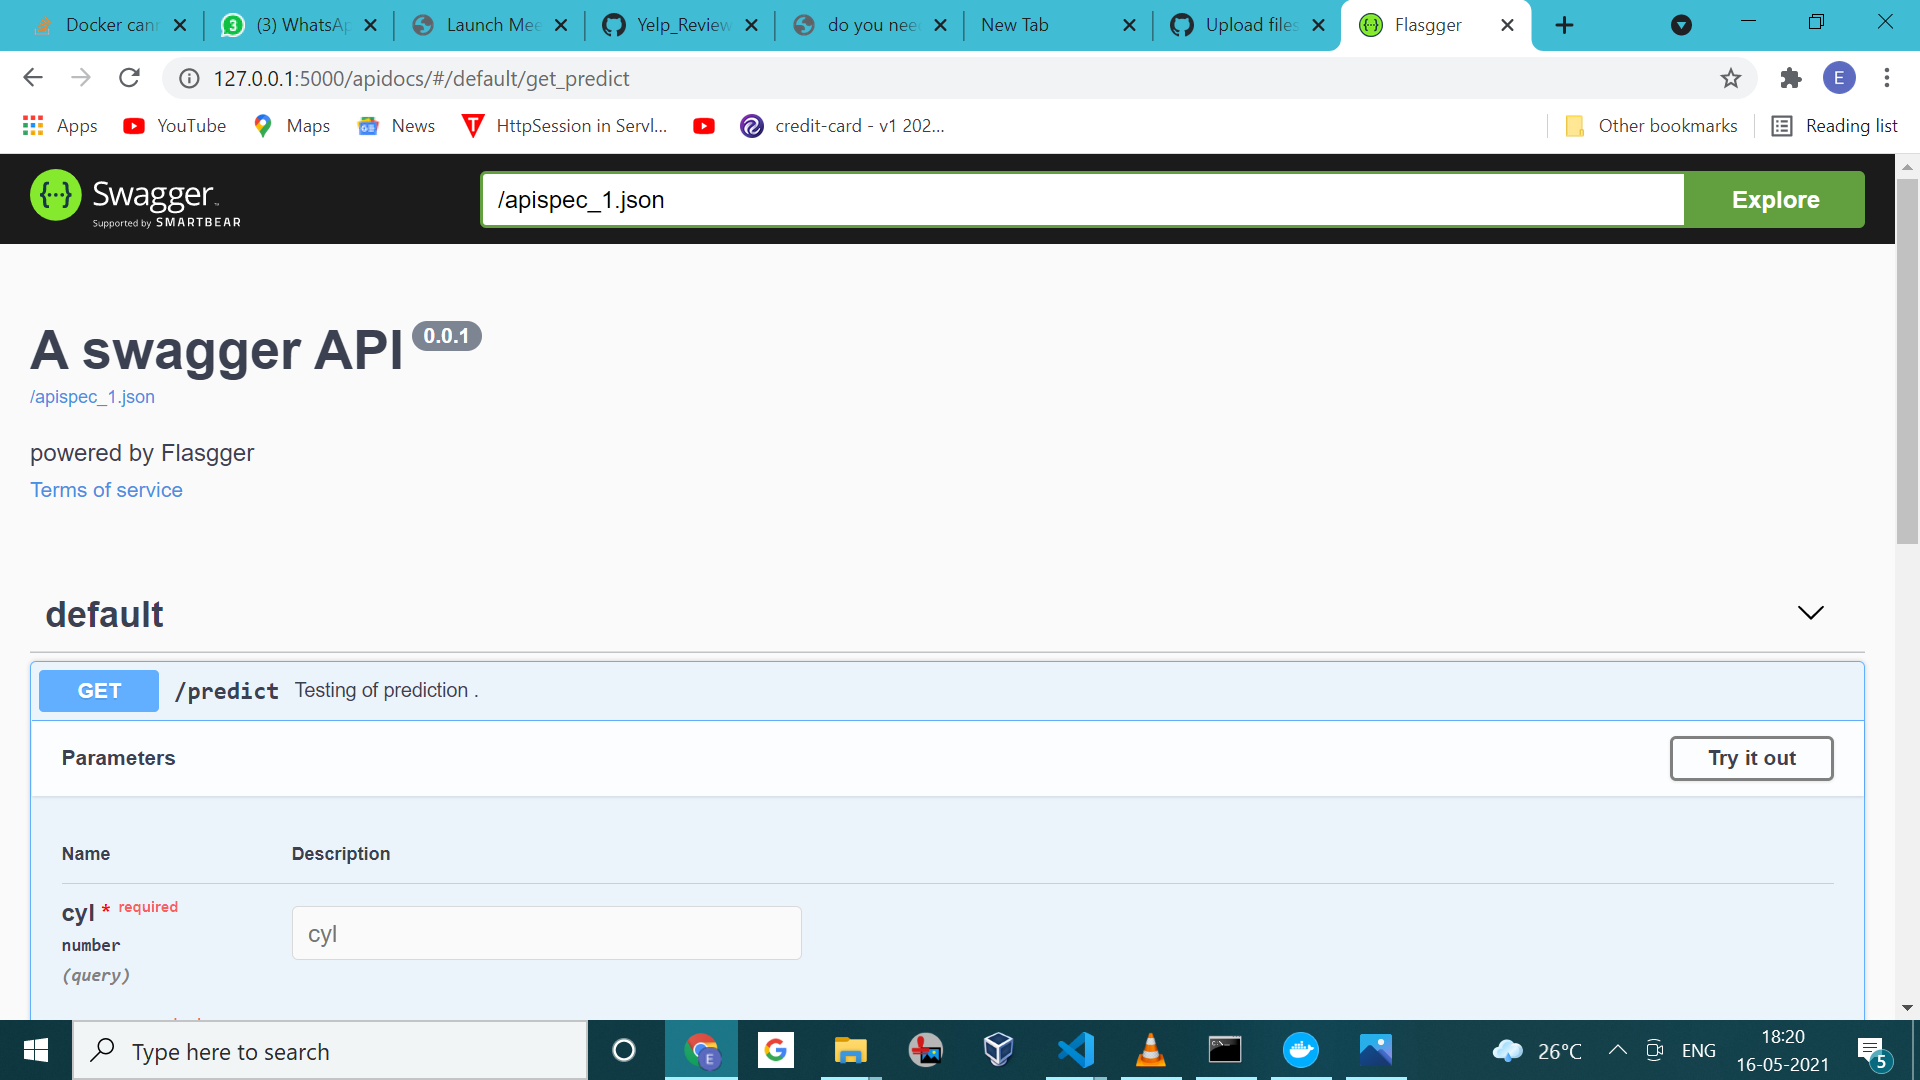 Docker can
(3) WhatsAp
Launch Mee
Yelp_Review
do you nee
New Tab
Upload files
Flasgger
127.0.0.1:5000/apidocs/#/default/get_predict
E
Apps
YouTube
Maps
News
HttpSession in Servl...
credit-card - v1 202...
Other bookmarks
Reading list
Swagger
Supported by SMARTBEAR
/apispec_1.json
Explore
A swagger API 0.0.1
/apispec_1.json
powered by Flasgger
Terms of service
default
GET /predict Testing of prediction .
Parameters
Try it out
Name Description
cyl * required
cyl
number
(query)
Type here to search
26°C
ENG
18:20
16-05-2021
5